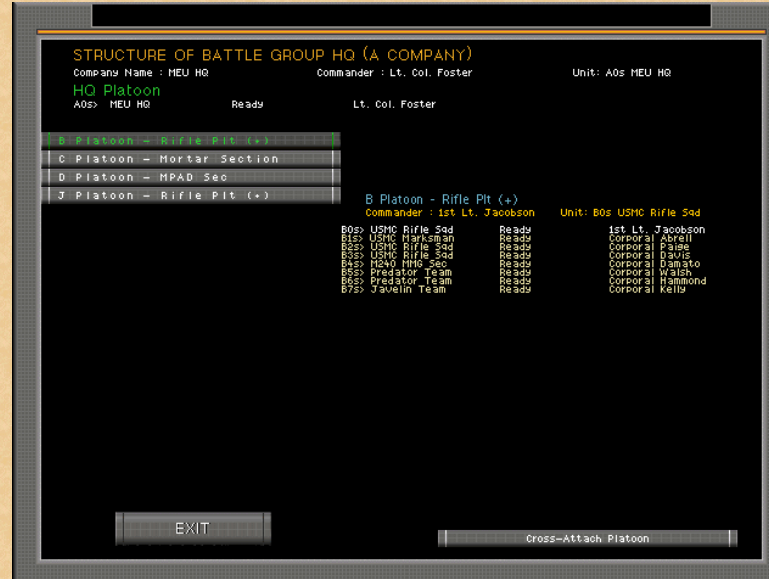 STRUCTURE OF BATTLE GROUP HQ (A COMPANY)
Company Name : MEU HQ Commander : Lt. Col. Foster Unit: A0s MEU HQ
HQ Platoon
A0s> MEU HQ Ready Lt. Col. Foster
B Platoon - Rifle Plt (+)
C Platoon - Mortar Section
D Platoon - MPAD Sec
J Platoon - Rifle Plt (+)
B Platoon - Rifle Plt (+)
Commander : 1st Lt. Jacobson Unit: B0s USMC Rifle Sqd
B0s> USMC Rifle Sqd Ready 1st Lt. Jacobson
B1s> USMC Marksman Ready Corporal Abrell
B2s> USMC Rifle Sqd Ready Corporal Paige
B3s> USMC Rifle Sqd Ready Corporal Davis
B4s> M240 MMG Sec Ready Corporal Damato
B5s> Predator Team Ready Corporal Walsh
B6s> Predator Team Ready Corporal Hammond
B7s> Javelin Team Ready Corporal Kelly
EXIT
Cross-Attach Platoon